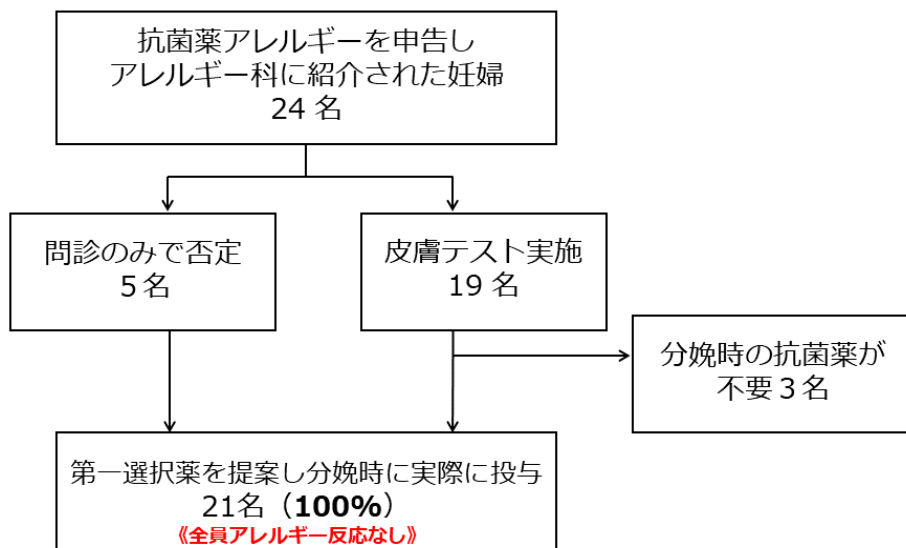 抗菌薬アレルギーを申告し
アレルギー科に紹介された妊婦
24 名
問診のみで否定
5名
皮膚テスト実施
19 名
分娩時の抗菌薬が
不要３名
第一選択薬を提案し分娩時に実際に投与
21名（100%）
《全員アレルギー反応なし》